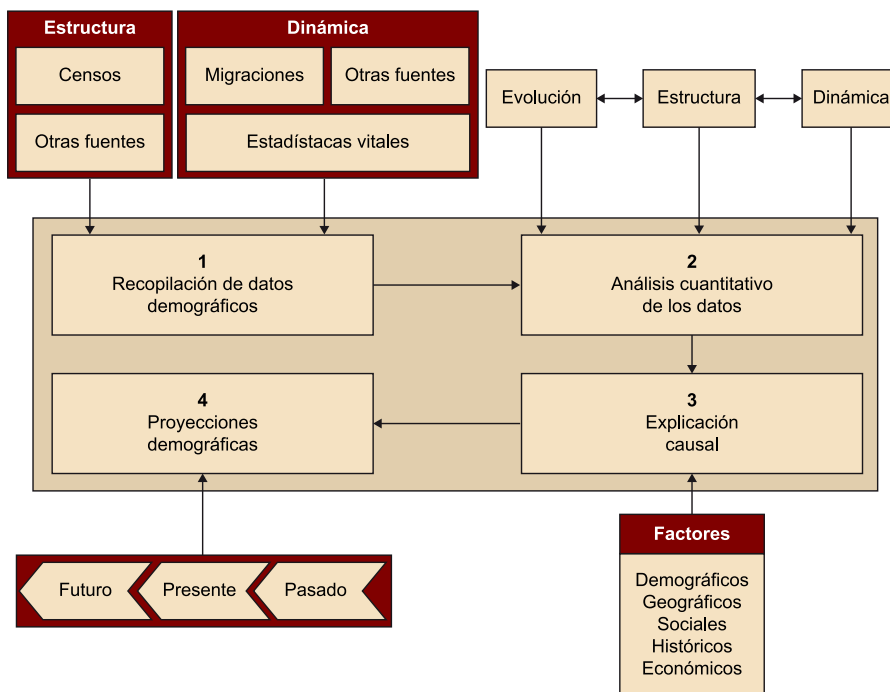 Estructura
Censos
Otras fuentes
Dinámica
Migraciones
Otras fuentes
Estadístacas vitales
Evolución
Estructura
Dinámica
1
Recopilación de datos
demográficos
2
Análisis cuantitativo
de los datos
4
Proyecciones
demográficas
3
Explicación
causal
Futuro
Presente
Pasado
Factores
Demográficos
Geográficos
Sociales
Históricos
Económicos